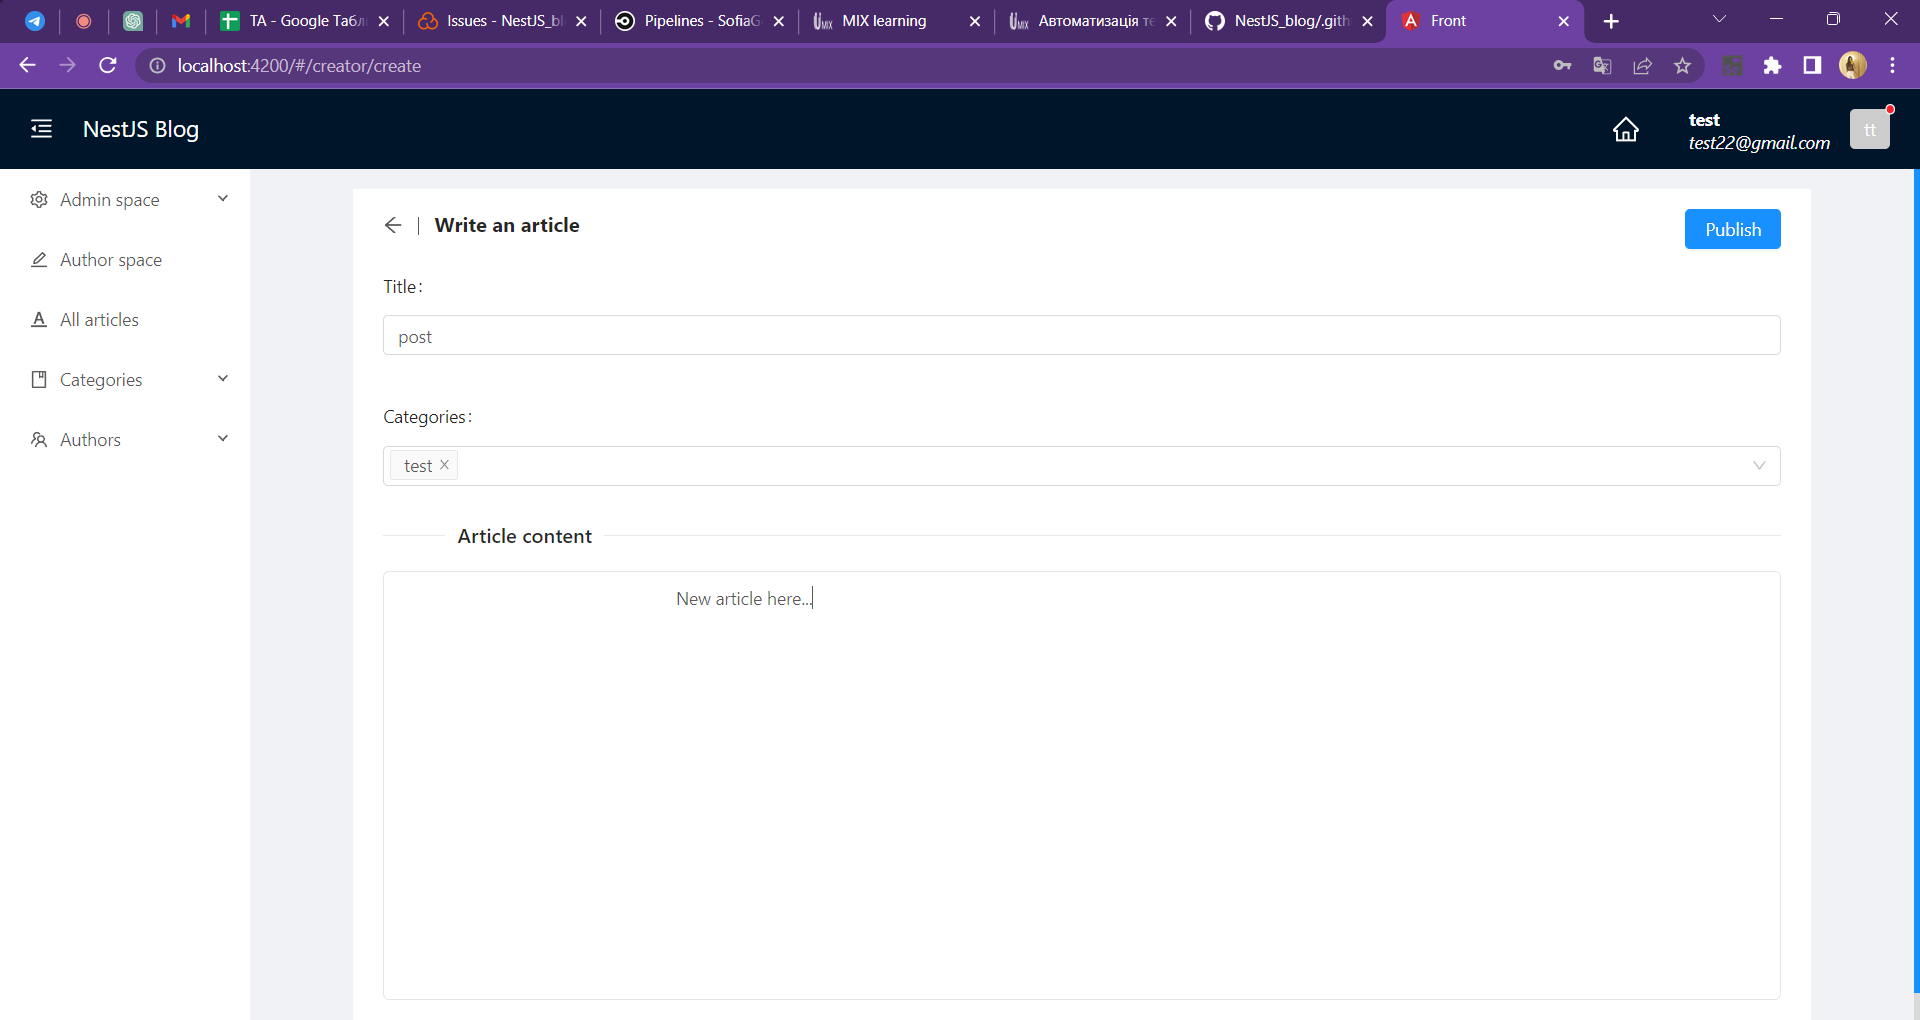 TA - Google Табл
Issues - NestJS_bl
Pipelines - SofiaG
MIX learning
Автоматизація те
NestJS_blog/.gith
Front
localhost:4200/#/creator/create
NestJS Blog
test
test22@gmail.com
tt
Admin space
Author space
All articles
Categories
Authors
Write an article
Publish
Title:
post
Categories:
test
Article content
New article here...